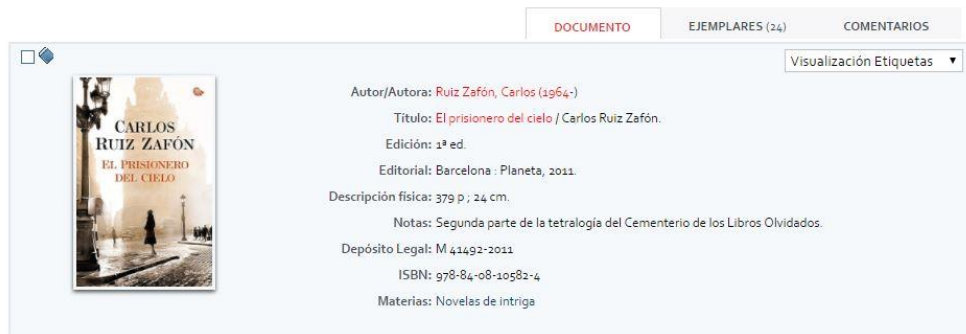 DOCUMENTO EJEMPLARES (24) COMENTARIOS
Visualización Etiquetas
CARLOS
RUIZ ZAFÓN
EL PRISIONERO
DEL CIELO
Autor/Autora: Ruiz Zafón, Carlos (1964-)
Título: El prisionero del cielo / Carlos Ruiz Zafón.
Edición: 1ª ed.
Editorial: Barcelona : Planeta, 2011.
Descripción física: 379 p ; 24 cm.
Notas: Segunda parte de la tetralogía del Cementerio de los Libros Olvidados.
Depósito Legal: M 41492-2011
ISBN: 978-84-08-10582-4
Materias: Novelas de intriga